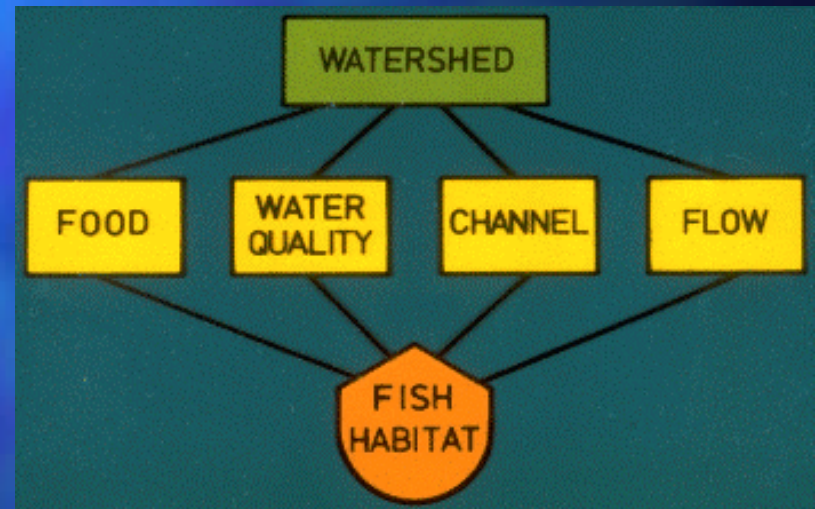 WATERSHED
FOOD
WATER
QUALITY
CHANNEL
FLOW
FISH
HABITAT